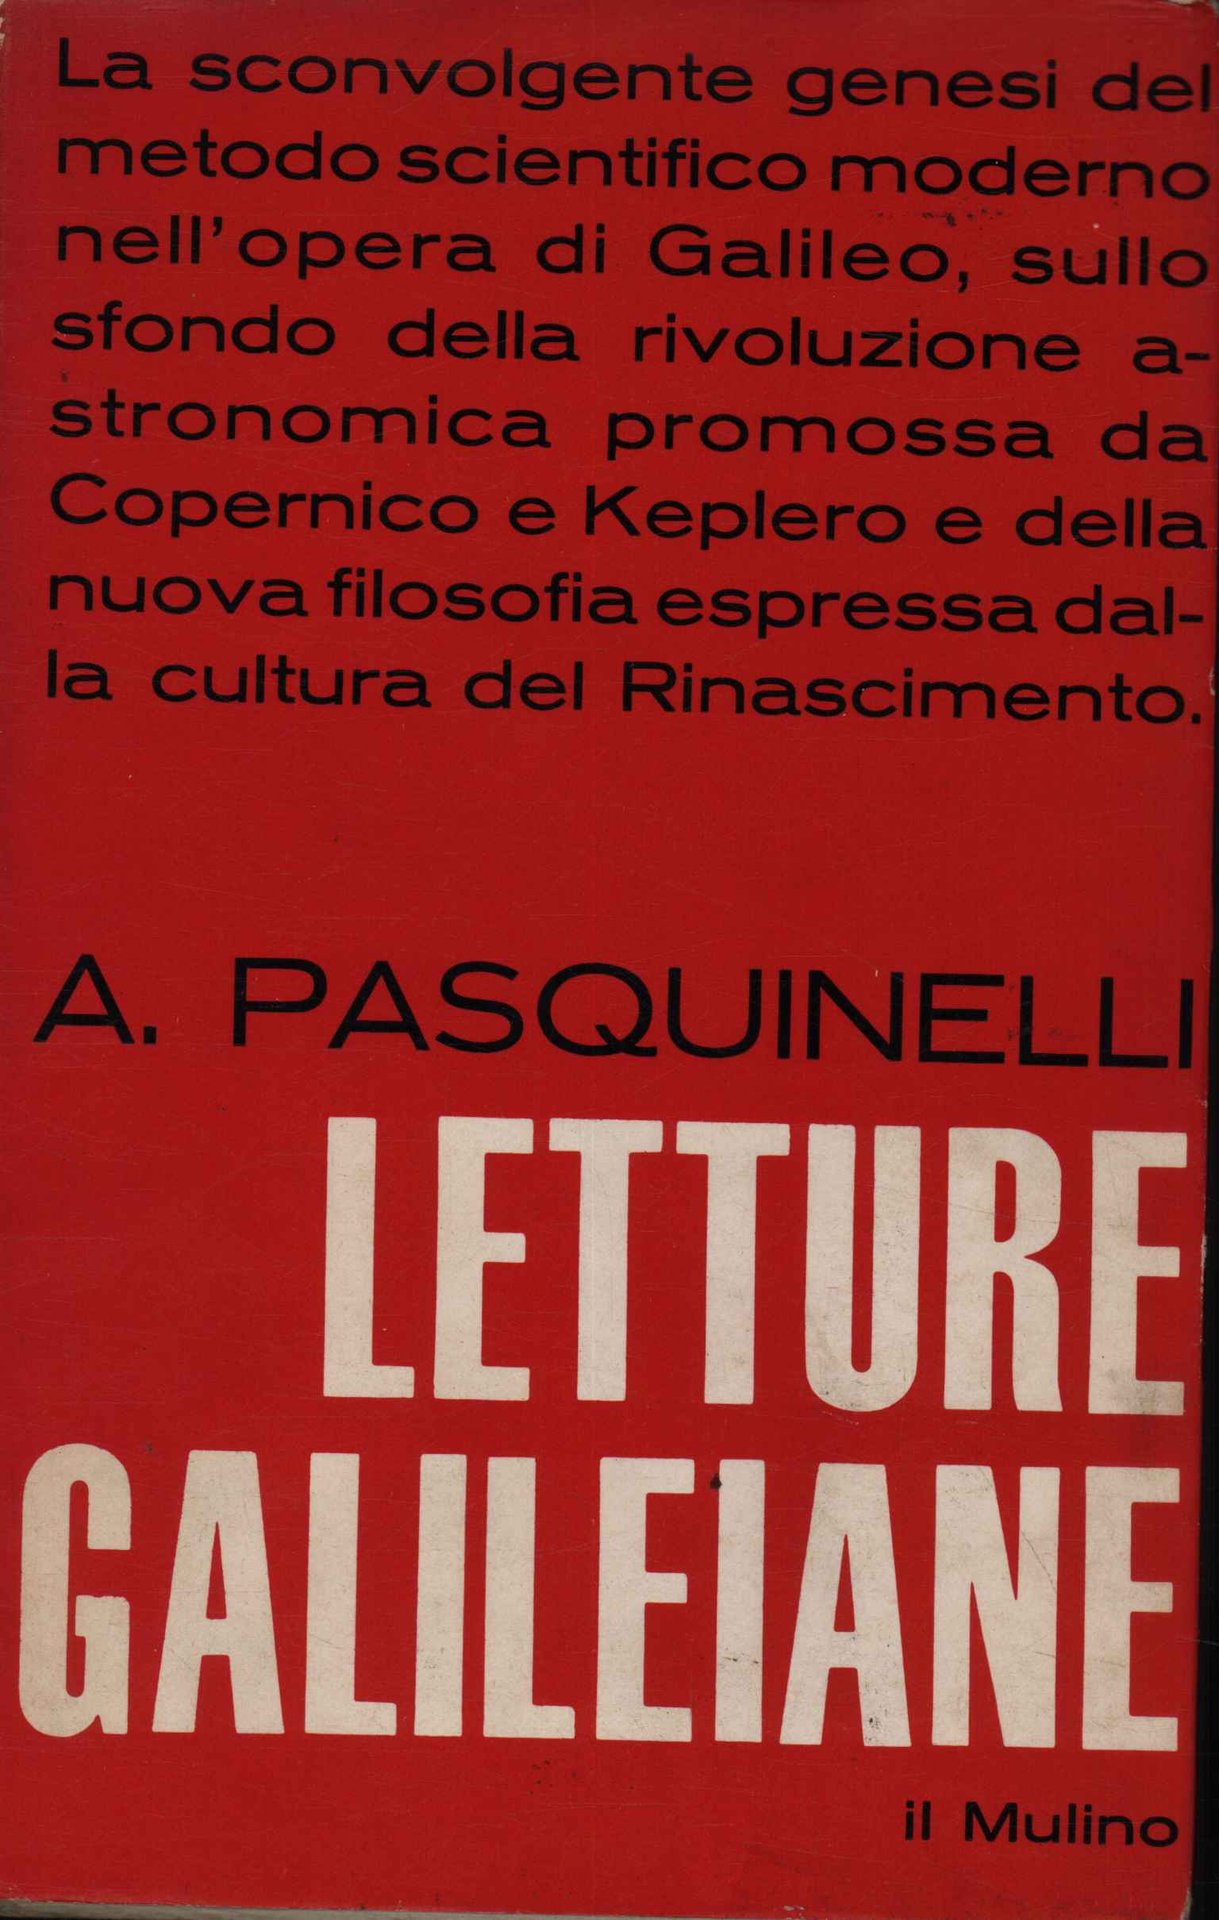 La sconvolgente genesi del
metodo scientifico moderno
nell'opera di Galileo, sullo
sfondo della rivoluzione a-
stronomica promossa da
Copernico e Keplero e della
nuova filosofia espressa dal-
la cultura del Rinascimento.
A. PASQUINELLI
LETTURE
GALILEIANE
il Mulino